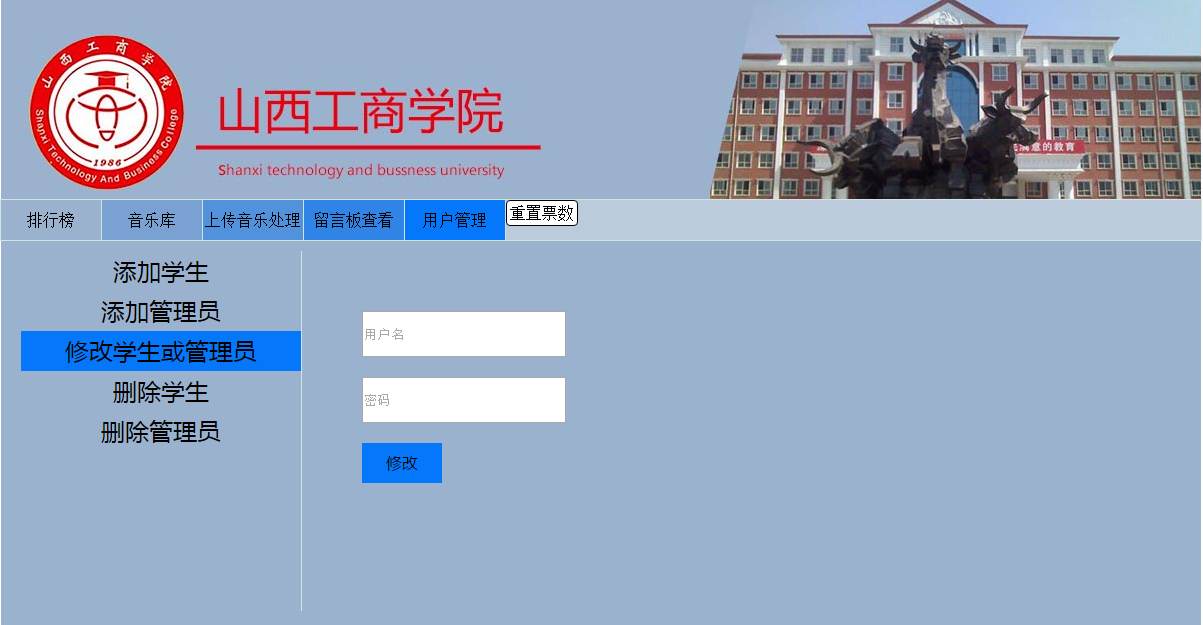 山西工商学院
Shanxi Technology And Business College
1986
山西工商学院
Shanxi technology and bussness university
满意的教育
排行榜
音乐库
上传音乐处理
留言板查看
用户管理
重置票数
添加学生
添加管理员
修改学生或管理员
删除学生
删除管理员
用户名
密码
修改